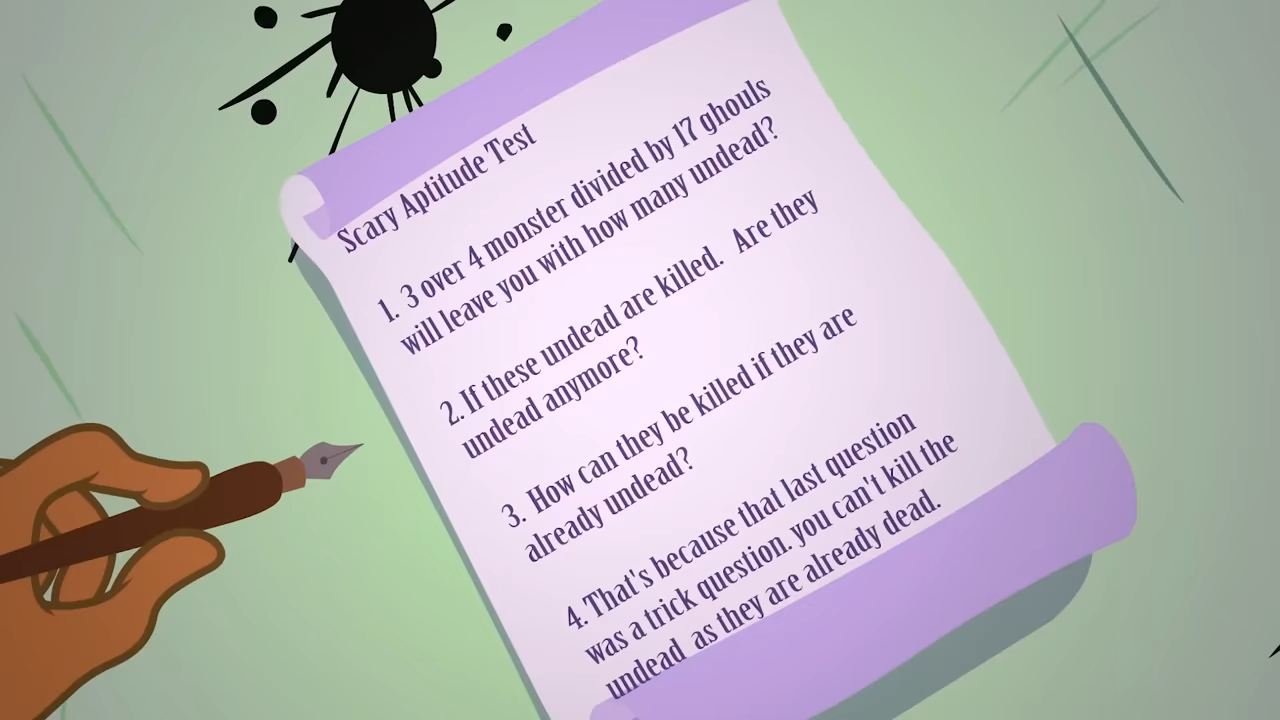 Scary Aptitude Test
1. 3 over 4 monster divided by 17 ghouls
will leave you with how many undead?
2. If these undead are killed. Are they
undead anymore?
3. How can they be killed if they are
already undead?
4. That's because that last question
was a trick question. you can't kill the
undead as they are already dead.